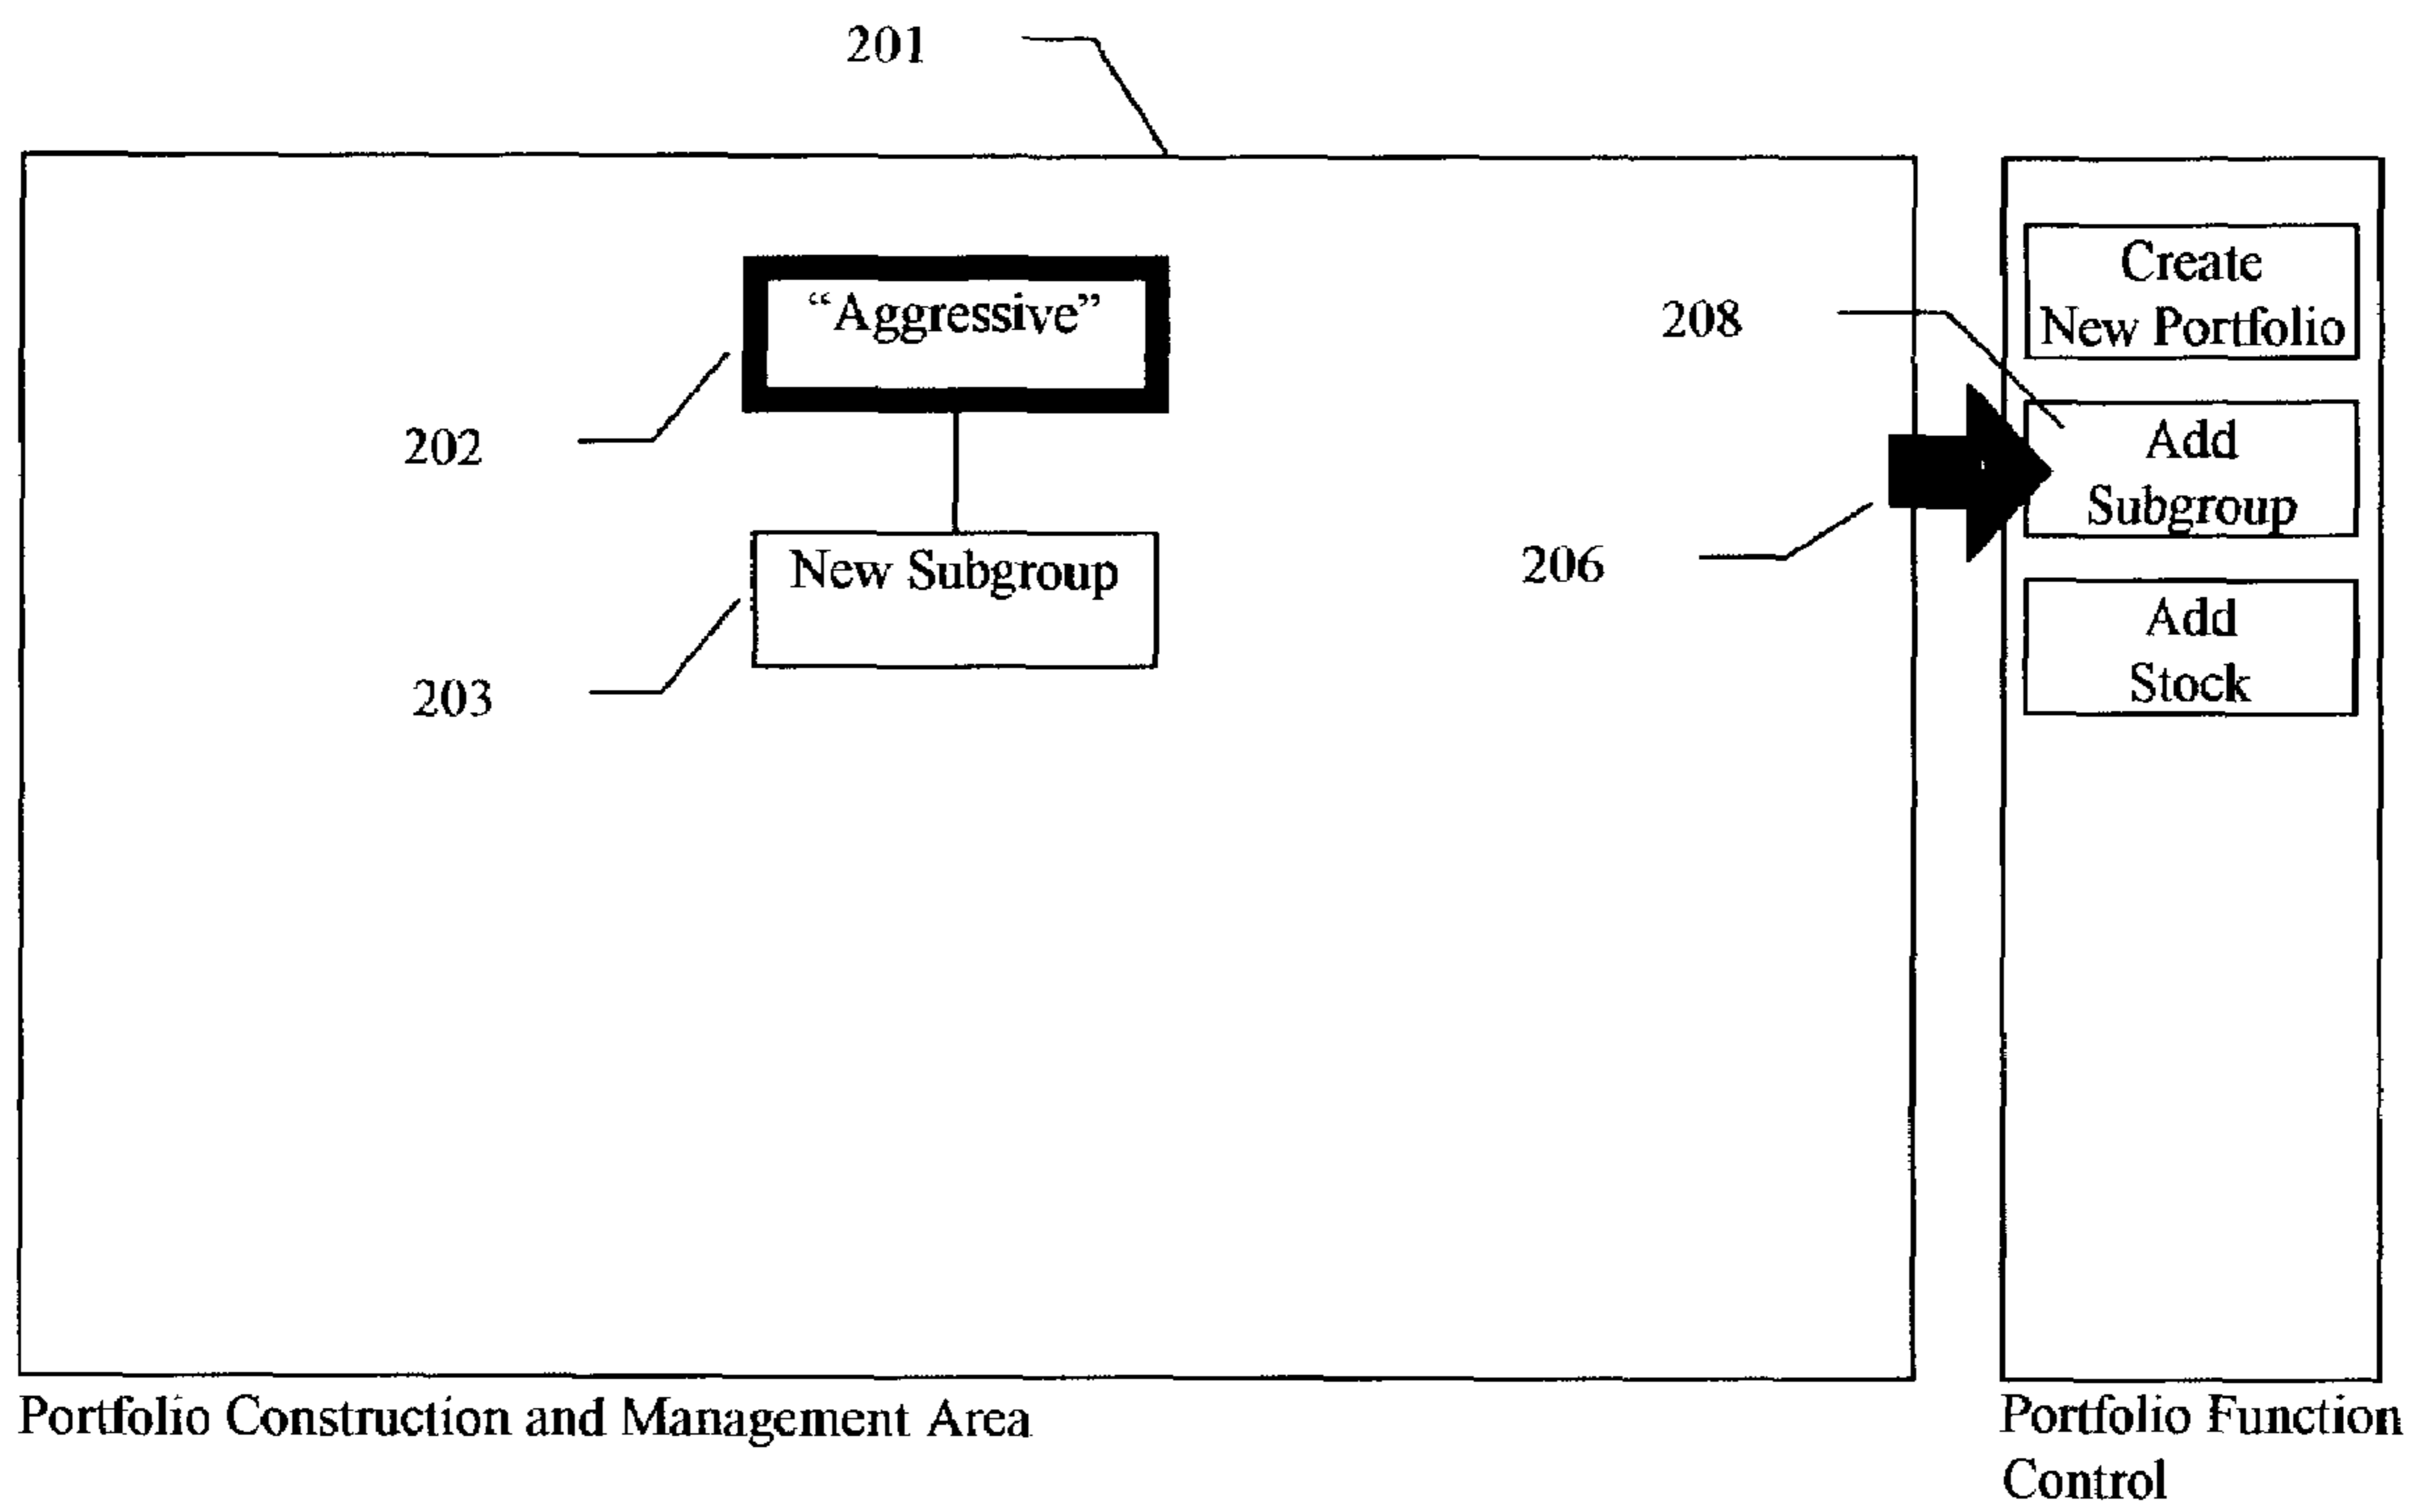 201
“Aggressive”
202
New Subgroup
203
208
206
Create
New Portfolio
Add
Subgroup
Add
Stock
Portfolio Construction and Management Area
Portfolio Function
Control